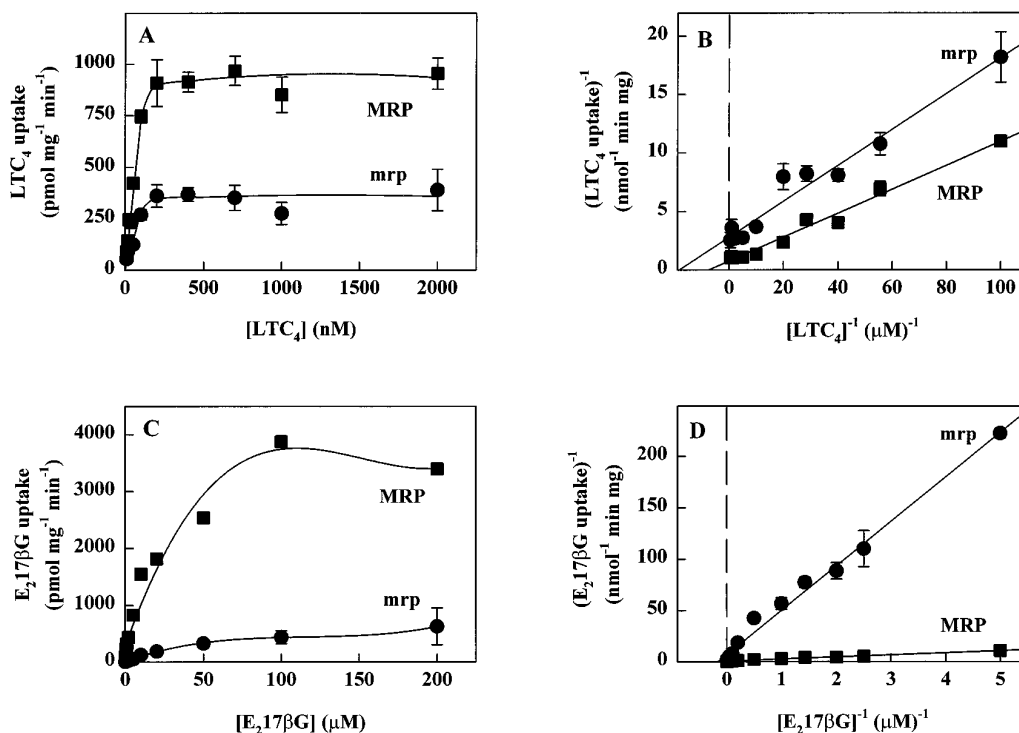 A
LTC₄ uptake
(pmol mg⁻¹ min⁻¹)
1000
750
500
250
0
MRP
mrp
0 500 1000 1500 2000
[LTC₄] (nM)
B
(LTC₄ uptake)⁻¹
(nmol⁻¹ min mg)
20
15
10
5
0
mrp
MRP
0 20 40 60 80 100
[LTC₄]⁻¹ (μM)⁻¹
C
E₂17βG uptake
(pmol mg⁻¹ min⁻¹)
4000
3000
2000
1000
0
MRP
mrp
0 50 100 150 200
[E₂17βG] (μM)
D
(E₂17βG uptake)⁻¹
(nmol⁻¹ min mg)
200
150
100
50
0
mrp
MRP
0 1 2 3 4 5
[E₂17βG]⁻¹ (μM)⁻¹